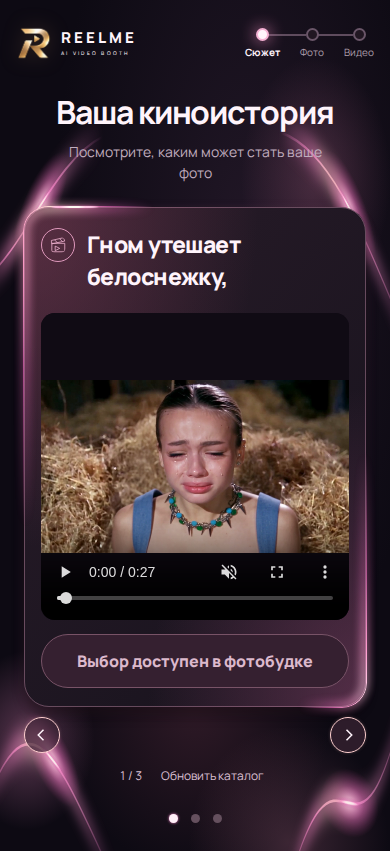 REELME
AI VIDEO BOOTH
Сюжет
Фото
Видео
Ваша киноистория
Посмотрите, каким может стать ваше
фото
Гном утешает
белоснежку,
0:00 / 0:27
Выбор доступен в фотобудке
1 / 3
Обновить каталог